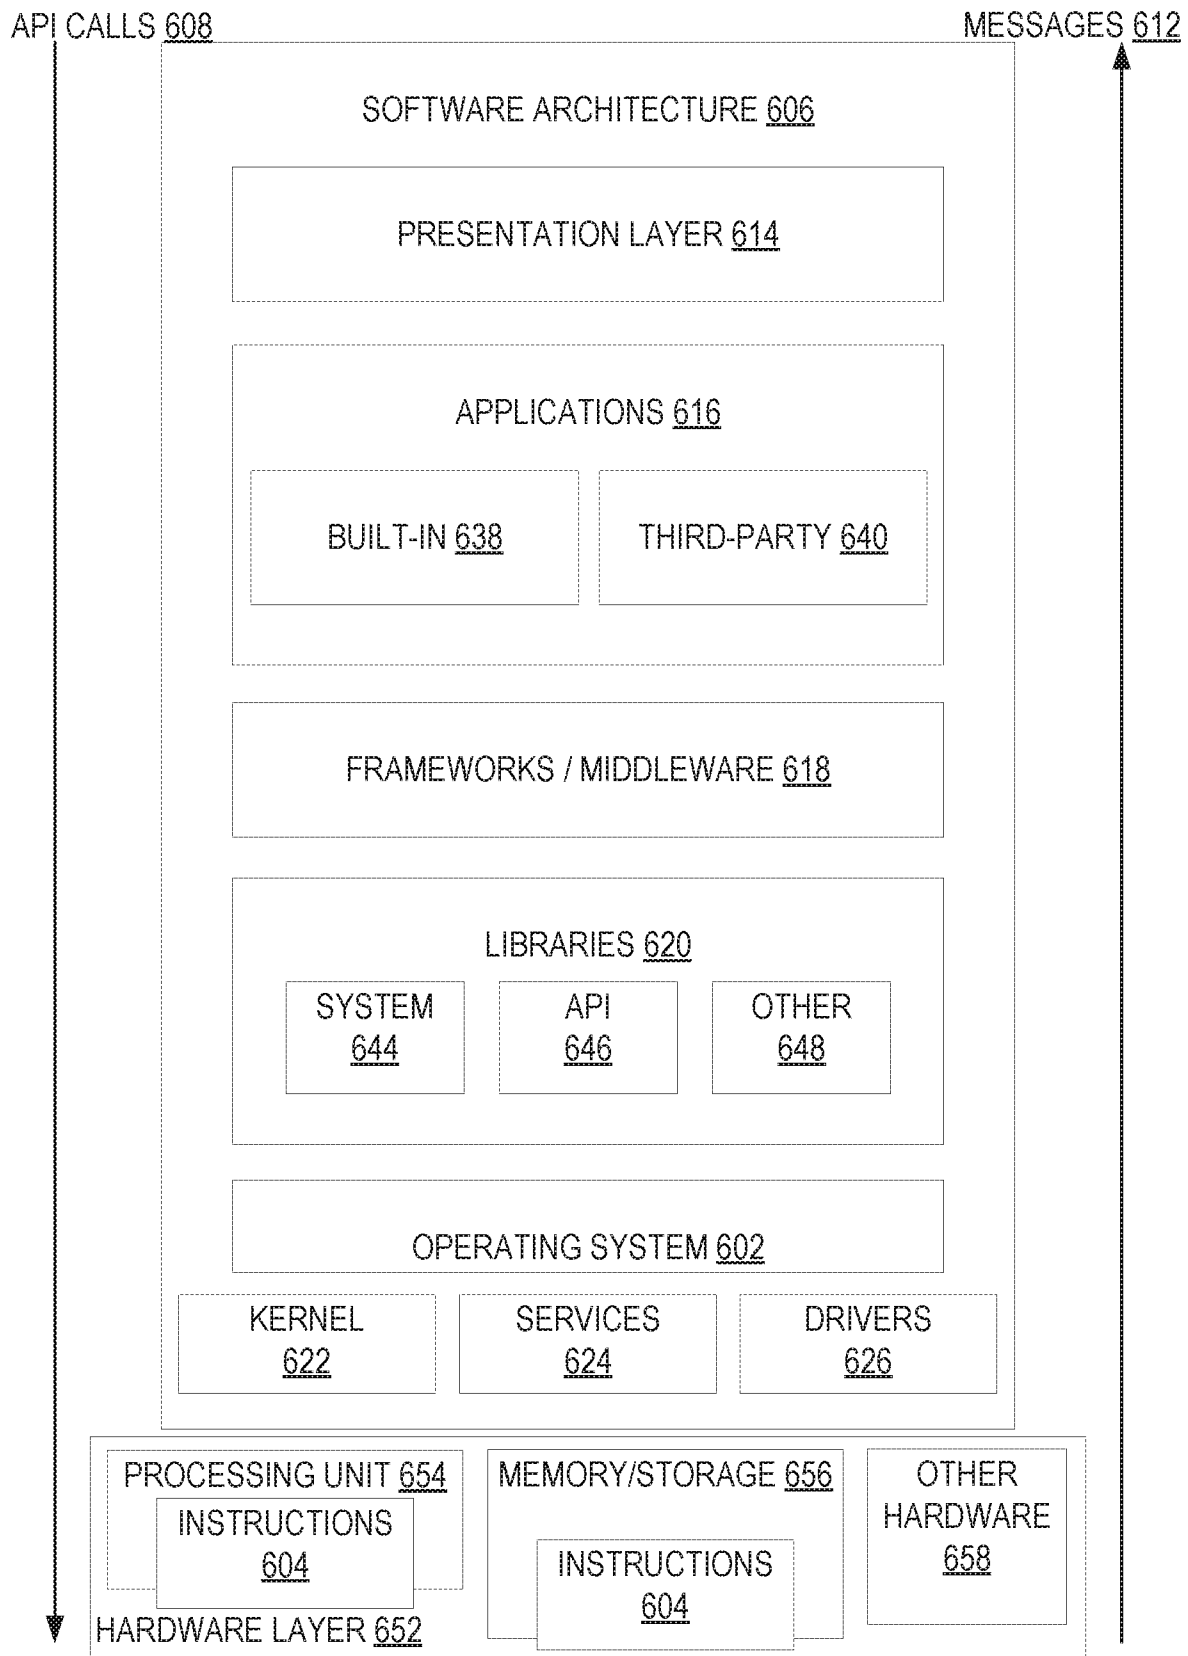 API CALLS 608
MESSAGES 612
SOFTWARE ARCHITECTURE 606
PRESENTATION LAYER 614
APPLICATIONS 616
BUILT-IN 638
THIRD-PARTY 640
FRAMEWORKS / MIDDLEWARE 618
LIBRARIES 620
SYSTEM
644
API
646
OTHER
648
OPERATING SYSTEM 602
KERNEL
622
SERVICES
624
DRIVERS
626
PROCESSING UNIT 654
INSTRUCTIONS
604
MEMORY/STORAGE 656
INSTRUCTIONS
604
OTHER
HARDWARE
658
HARDWARE LAYER 652